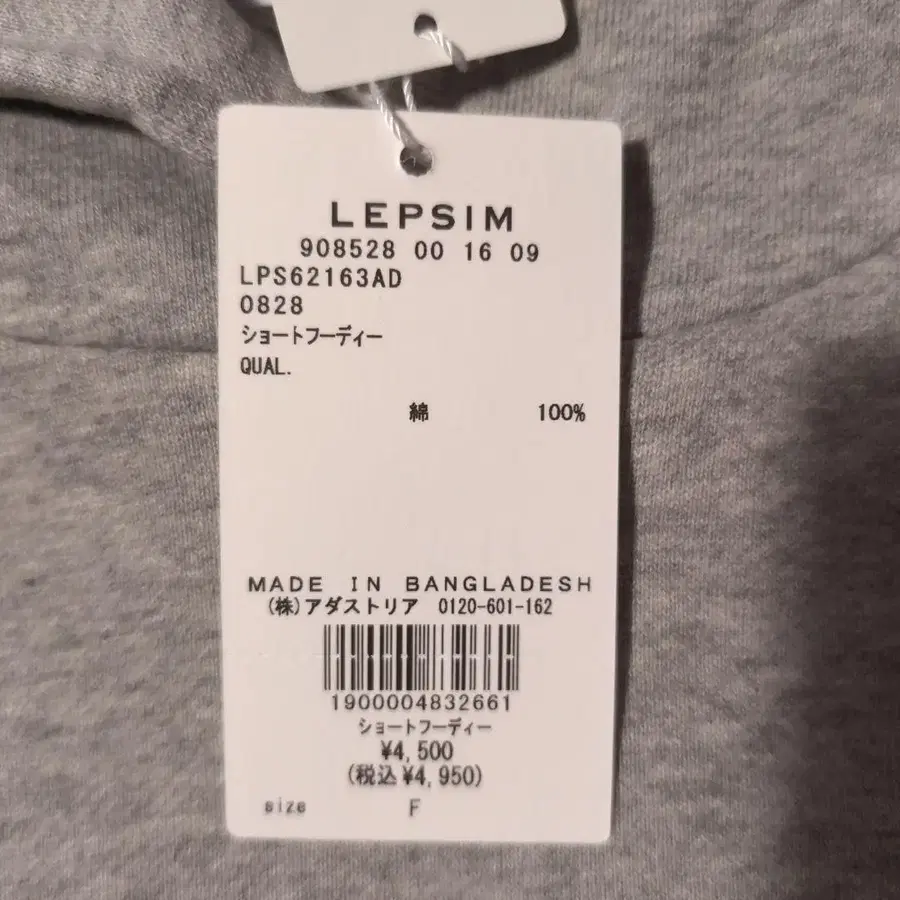 LEPSIM
908528 00 16 09
LPS62163AD
0828
ショートフーディー
QUAL.
綿 100%
MADE IN BANGLADESH
(株)アダストリア 0120-601-162
1900004832661
ショートフーディー
¥4,500
(税込¥4,950)
size F